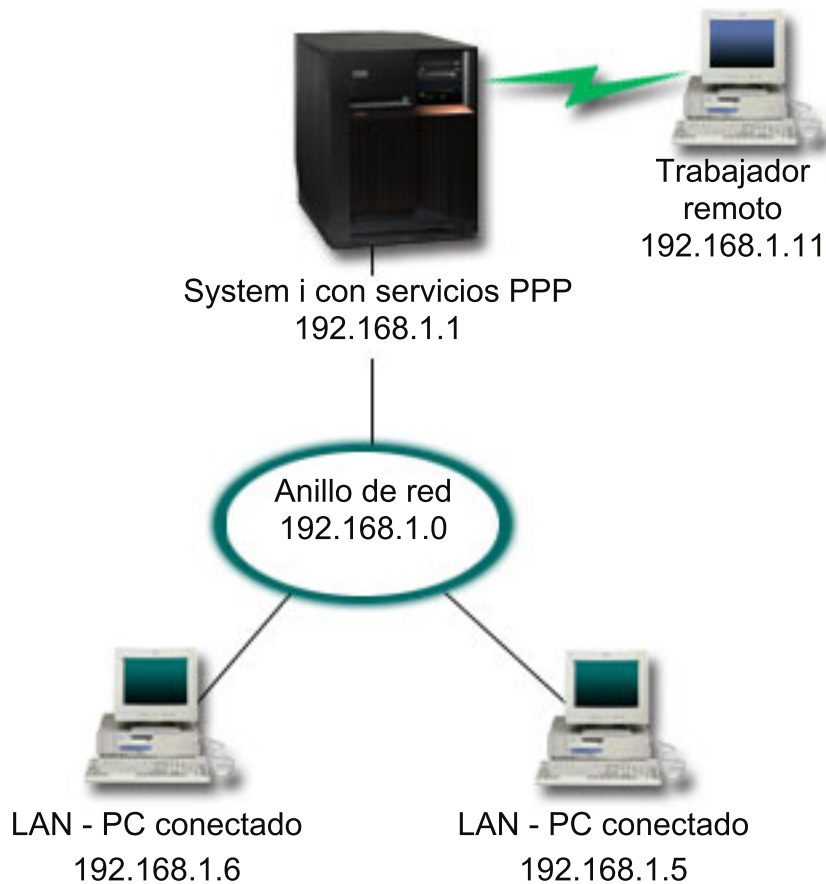 Trabajador
remoto
192.168.1.11
System i con servicios PPP
192.168.1.1
Anillo de red
192.168.1.0
LAN - PC conectado
192.168.1.6
LAN - PC conectado
192.168.1.5